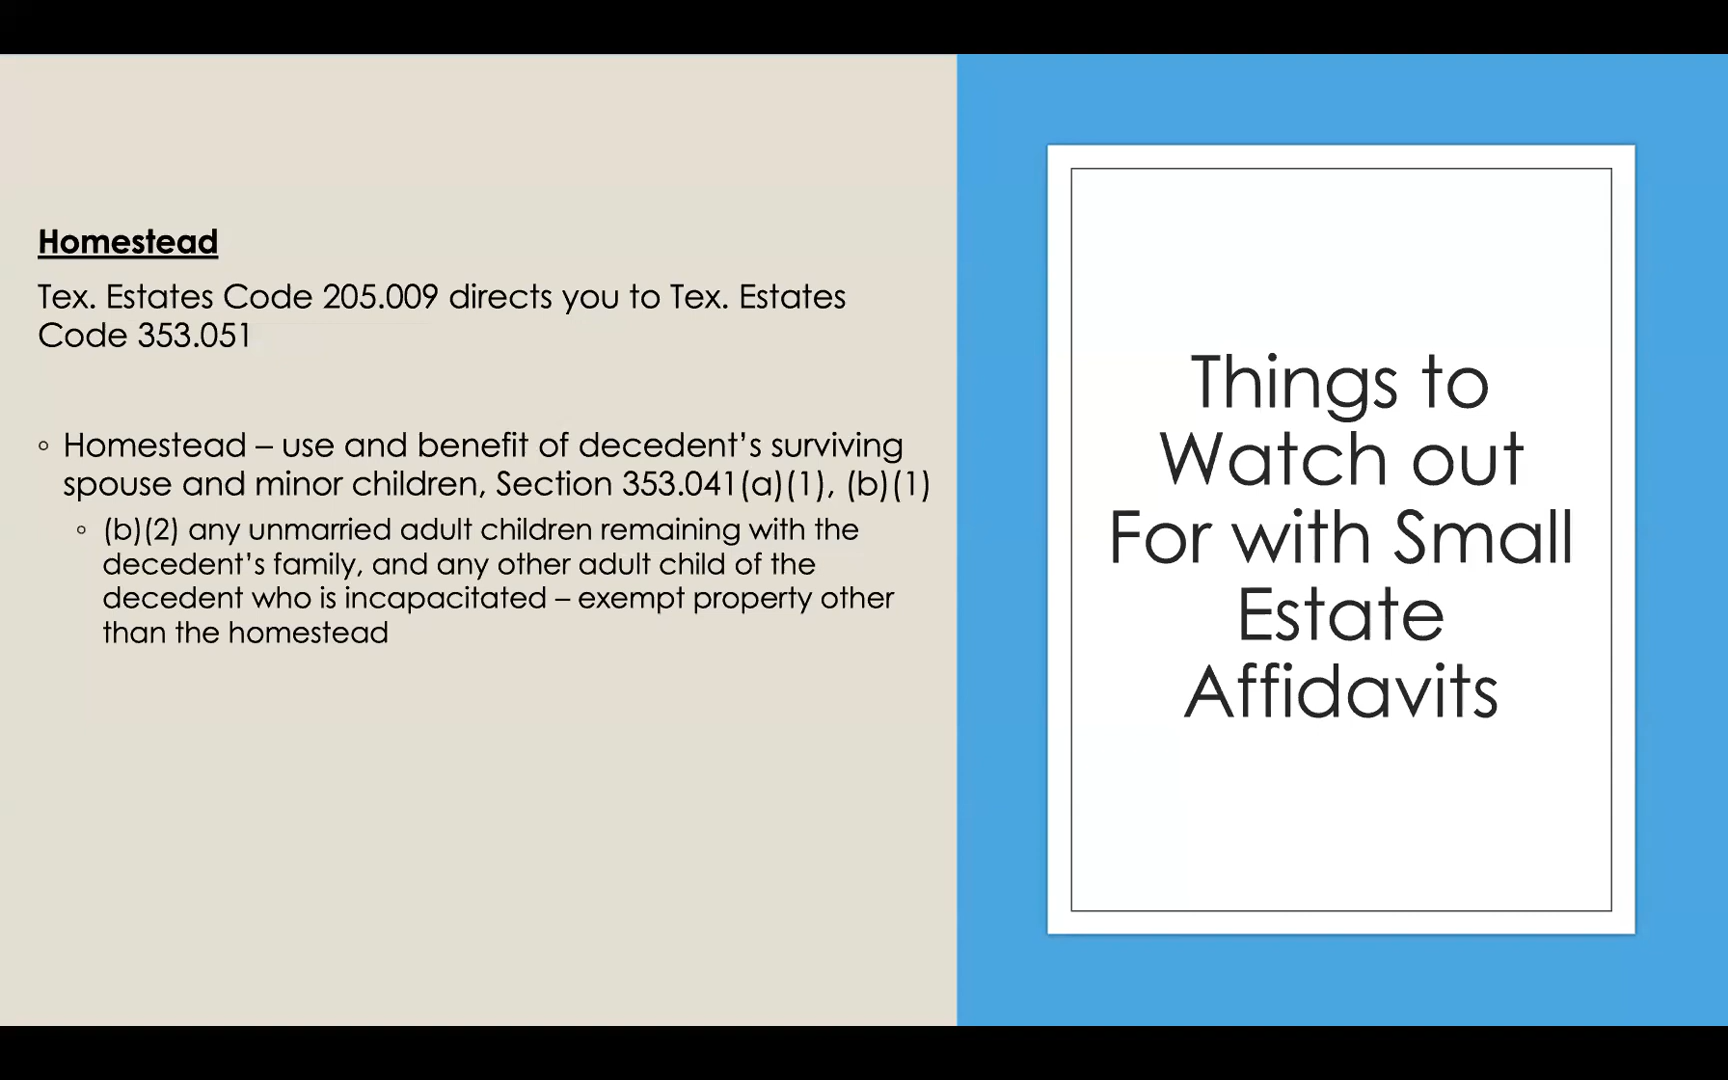 Homestead
Tex. Estates Code 205.009 directs you to Tex. Estates
Code 353.051
◦ Homestead – use and benefit of decedent’s surviving
spouse and minor children, Section 353.041(a)(1), (b)(1)
◦ (b)(2) any unmarried adult children remaining with the
decedent’s family, and any other adult child of the
decedent who is incapacitated – exempt property other
than the homestead
Things to
Watch out
For with Small
Estate
Affidavits